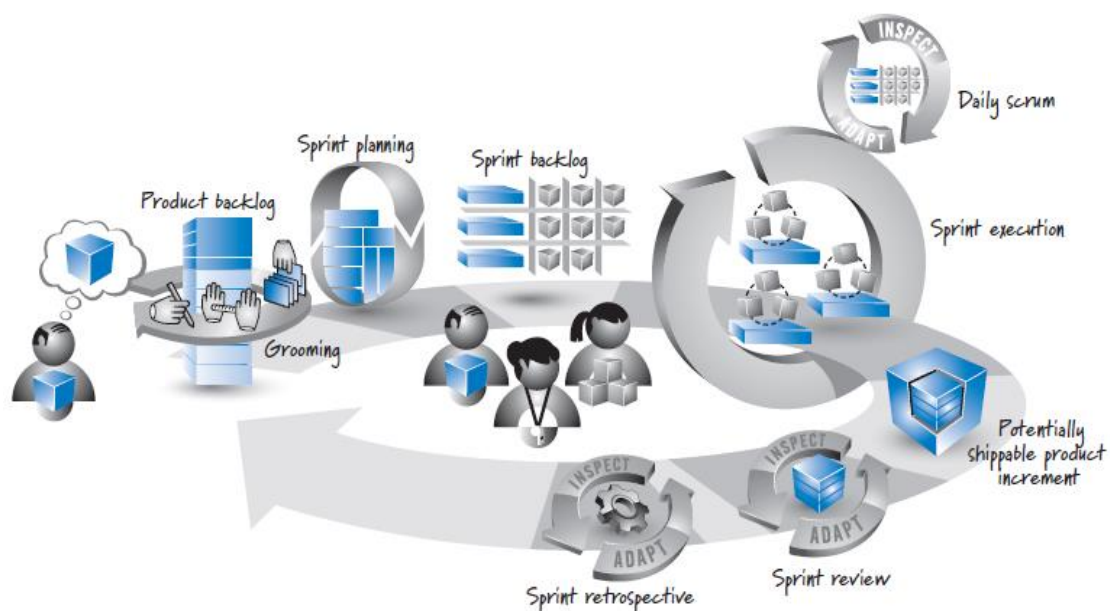 INSPECT
ADAPT
Daily scrum
Sprint planning
Sprint backlog
Product backlog
Sprint execution
Grooming
Potentially
shippable product
increment
INSPECT
ADAPT
Sprint review
INSPECT
ADAPT
Sprint retrospective